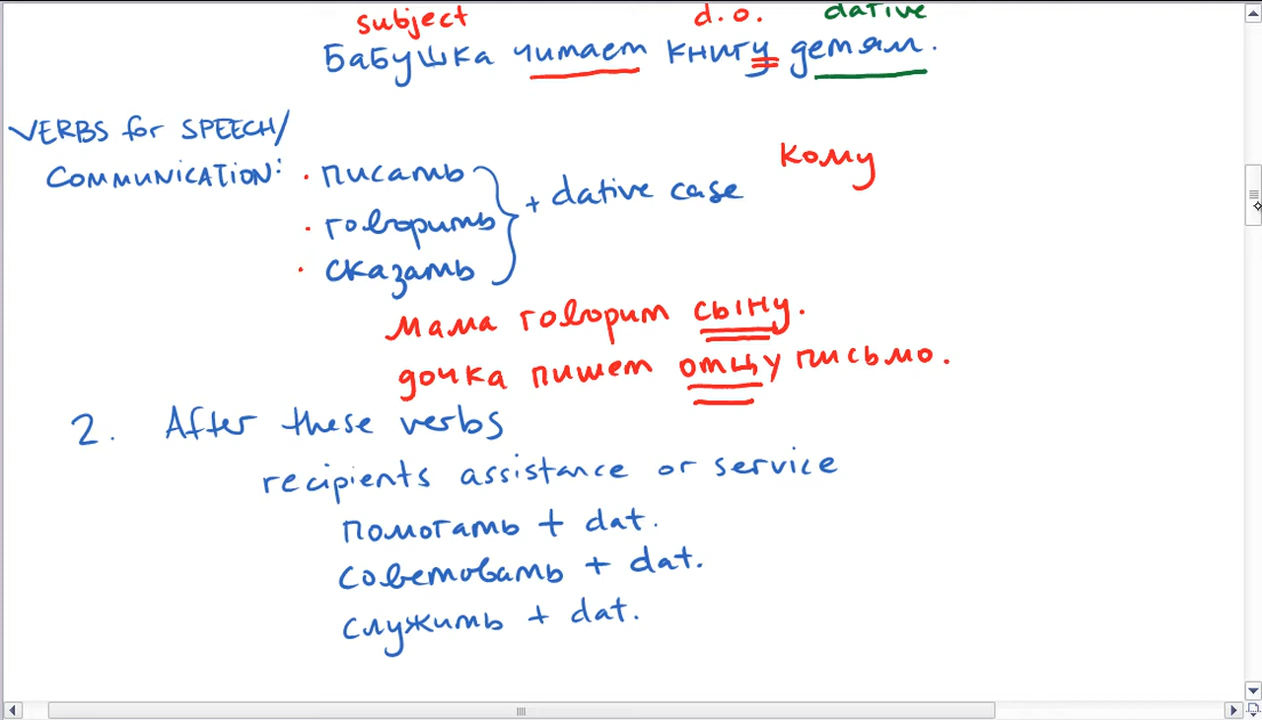 subject d.o. dative
Бабушка читает книгу детям.
VERBS for SPEECH/
COMMUNICATION: • писать
кому
+ dative case
• говорить
• сказать
Мама говорит сыну.
дочка пишет отцу письмо.
2. After these verbs
recipients assistance or service
помогать + dat.
советовать + dat.
служить + dat.